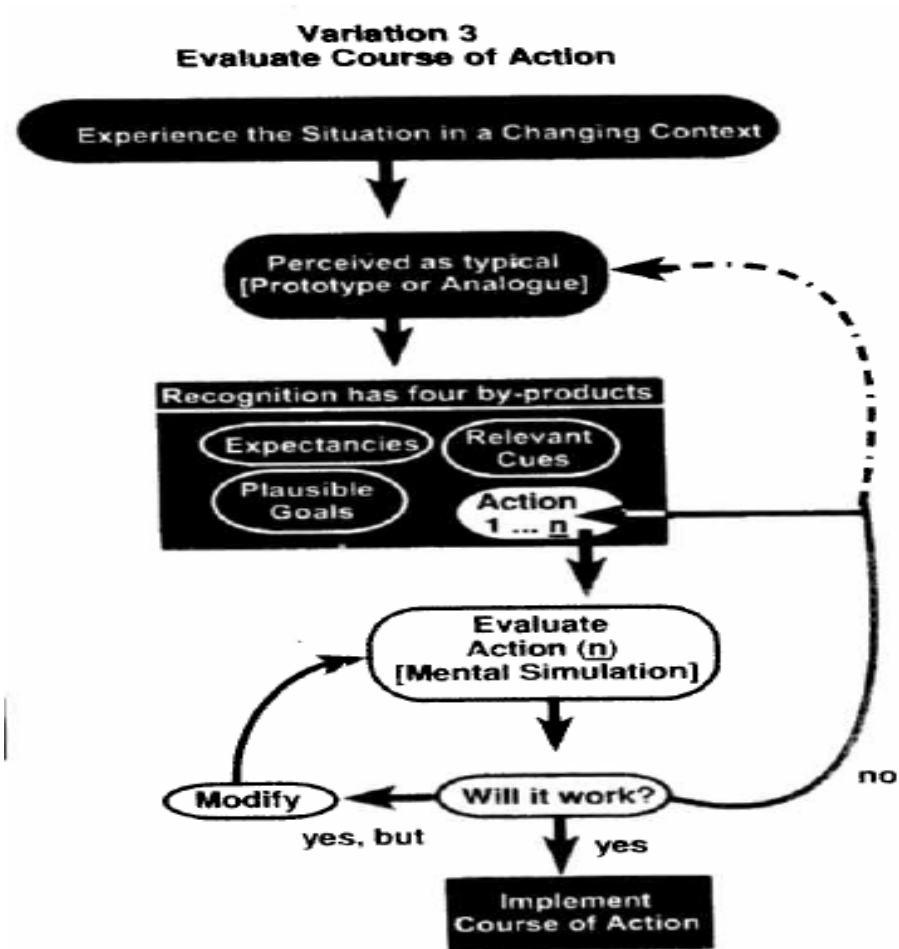 Variation 3
Evaluate Course of Action
Experience the Situation in a Changing Context
Perceived as typical
[Prototype or Analogue]
Recognition has four by-products
Expectancies
Relevant
Cues
Plausible
Goals
Action
1 ... n
Evaluate
Action (n)
[Mental Simulation]
Modify
Will it work?
no
yes, but
yes
Implement
Course of Action